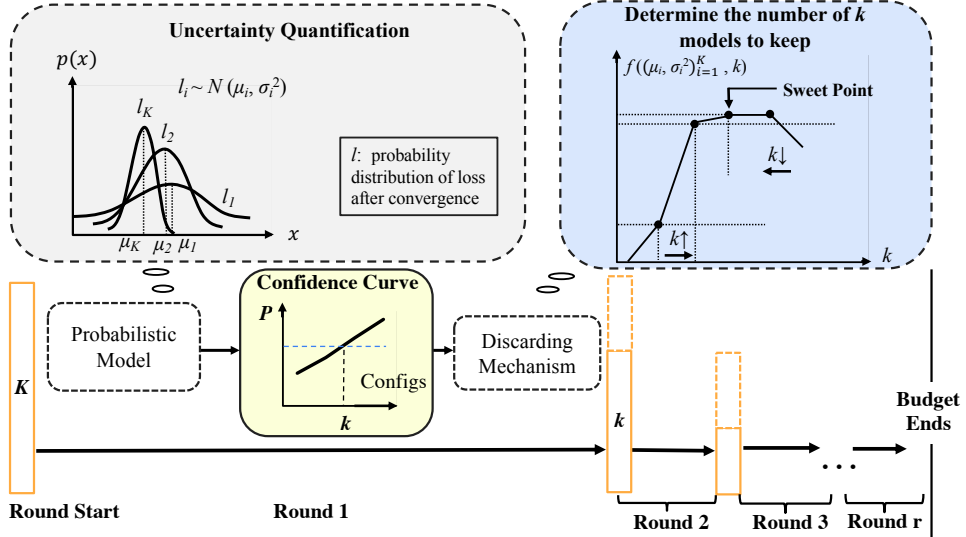 Uncertainty Quantification
p(x)
l_i ~ N(μ_i, σ_i^2)
l_K
l_2
l_1
l: probability
distribution of loss
after convergence
μ_K μ_2 μ_1 x
Determine the number of k
models to keep
f((μ_i, σ_i^2)_{i=1}^K , k)
Sweet Point
k↓
k↑
k
K
Probabilistic
Model
Confidence Curve
P
Configs
k
Discarding
Mechanism
k
Budget
Ends
...
Round Start
Round 1
Round 2
Round 3
Round r